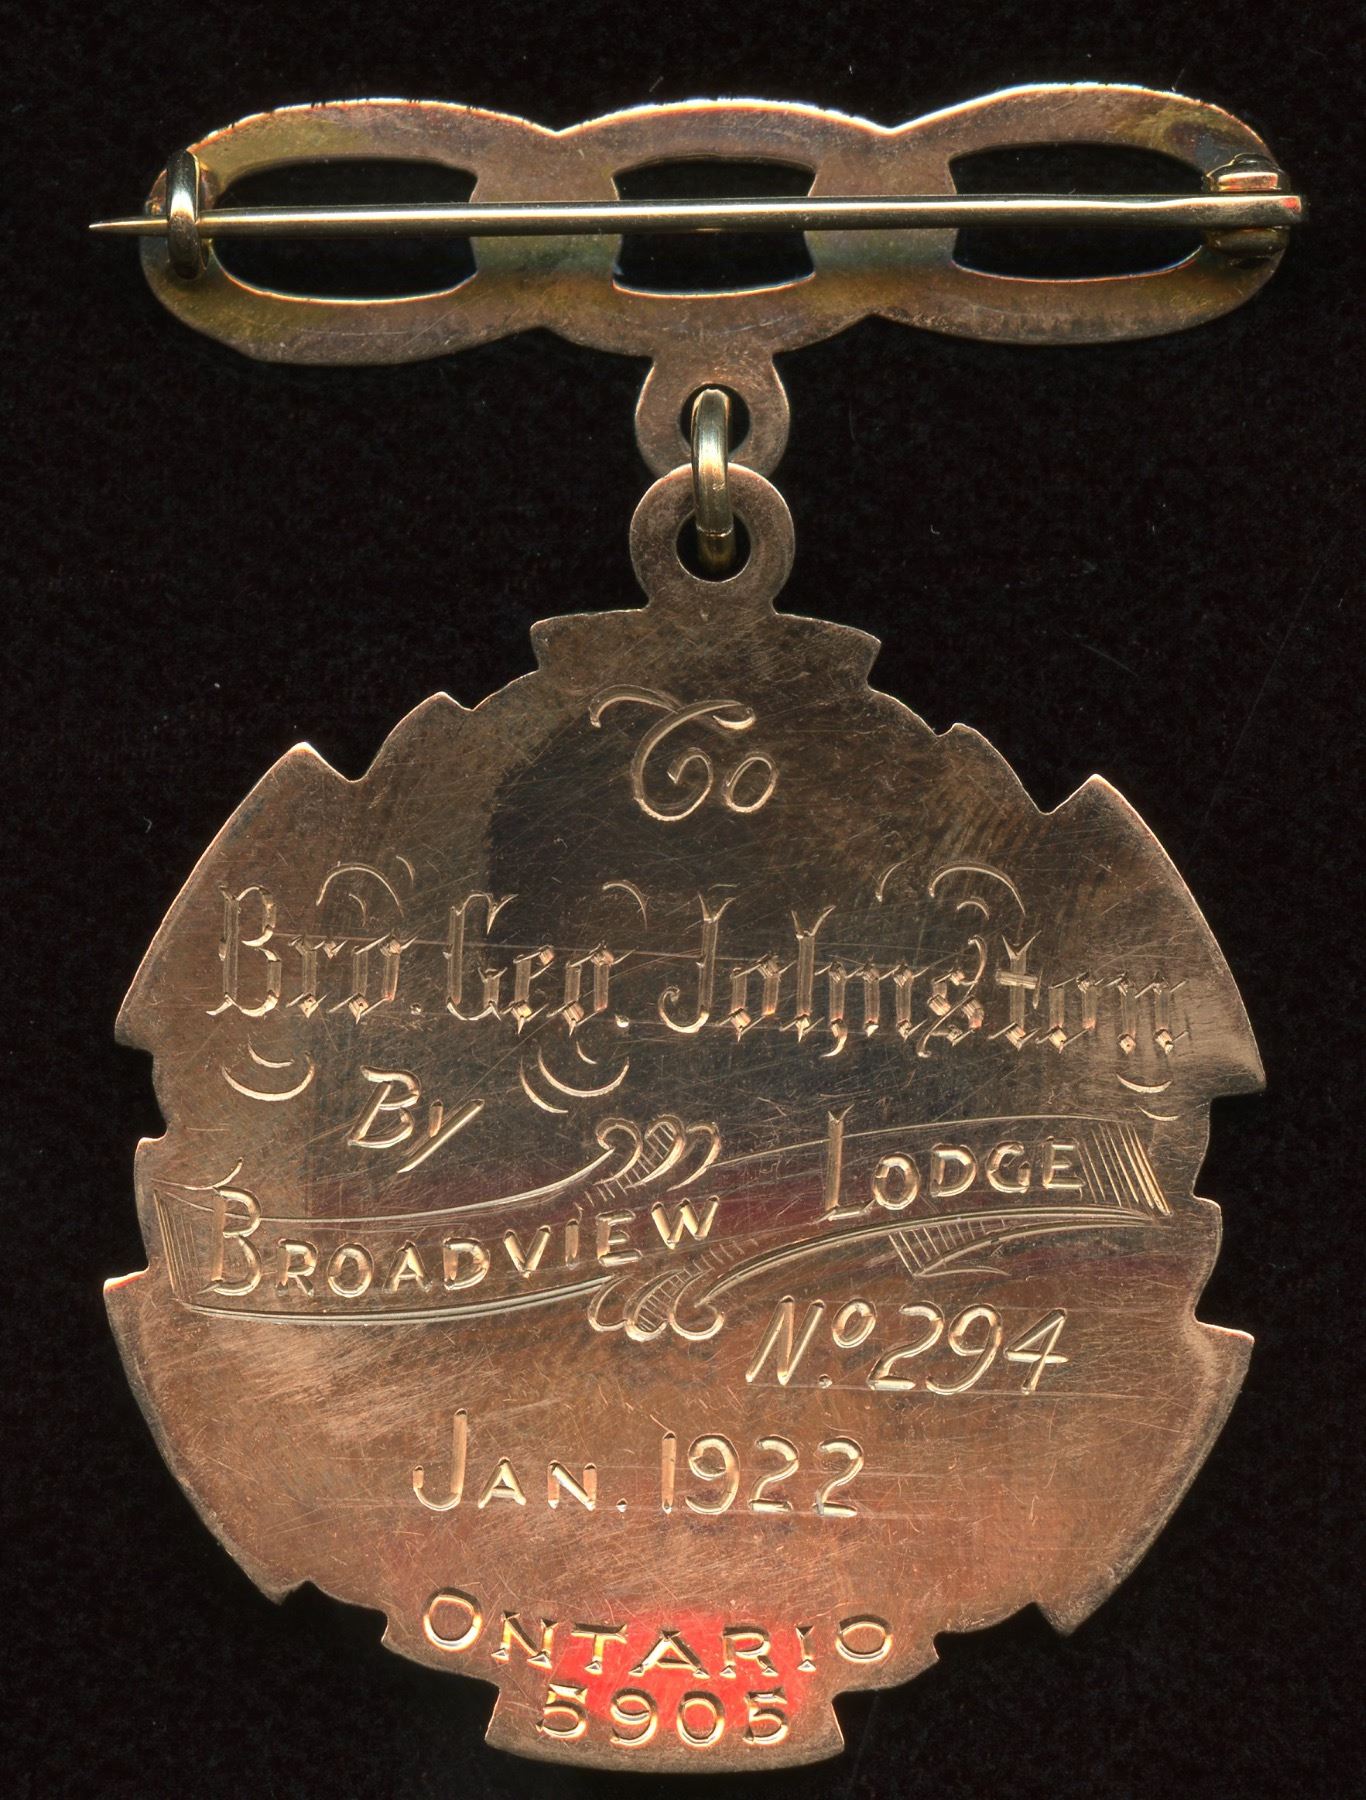 To
Bro. Geo. Johnston
By
BROADVIEW LODGE
No. 294
JAN. 1922
ONTARIO
5905